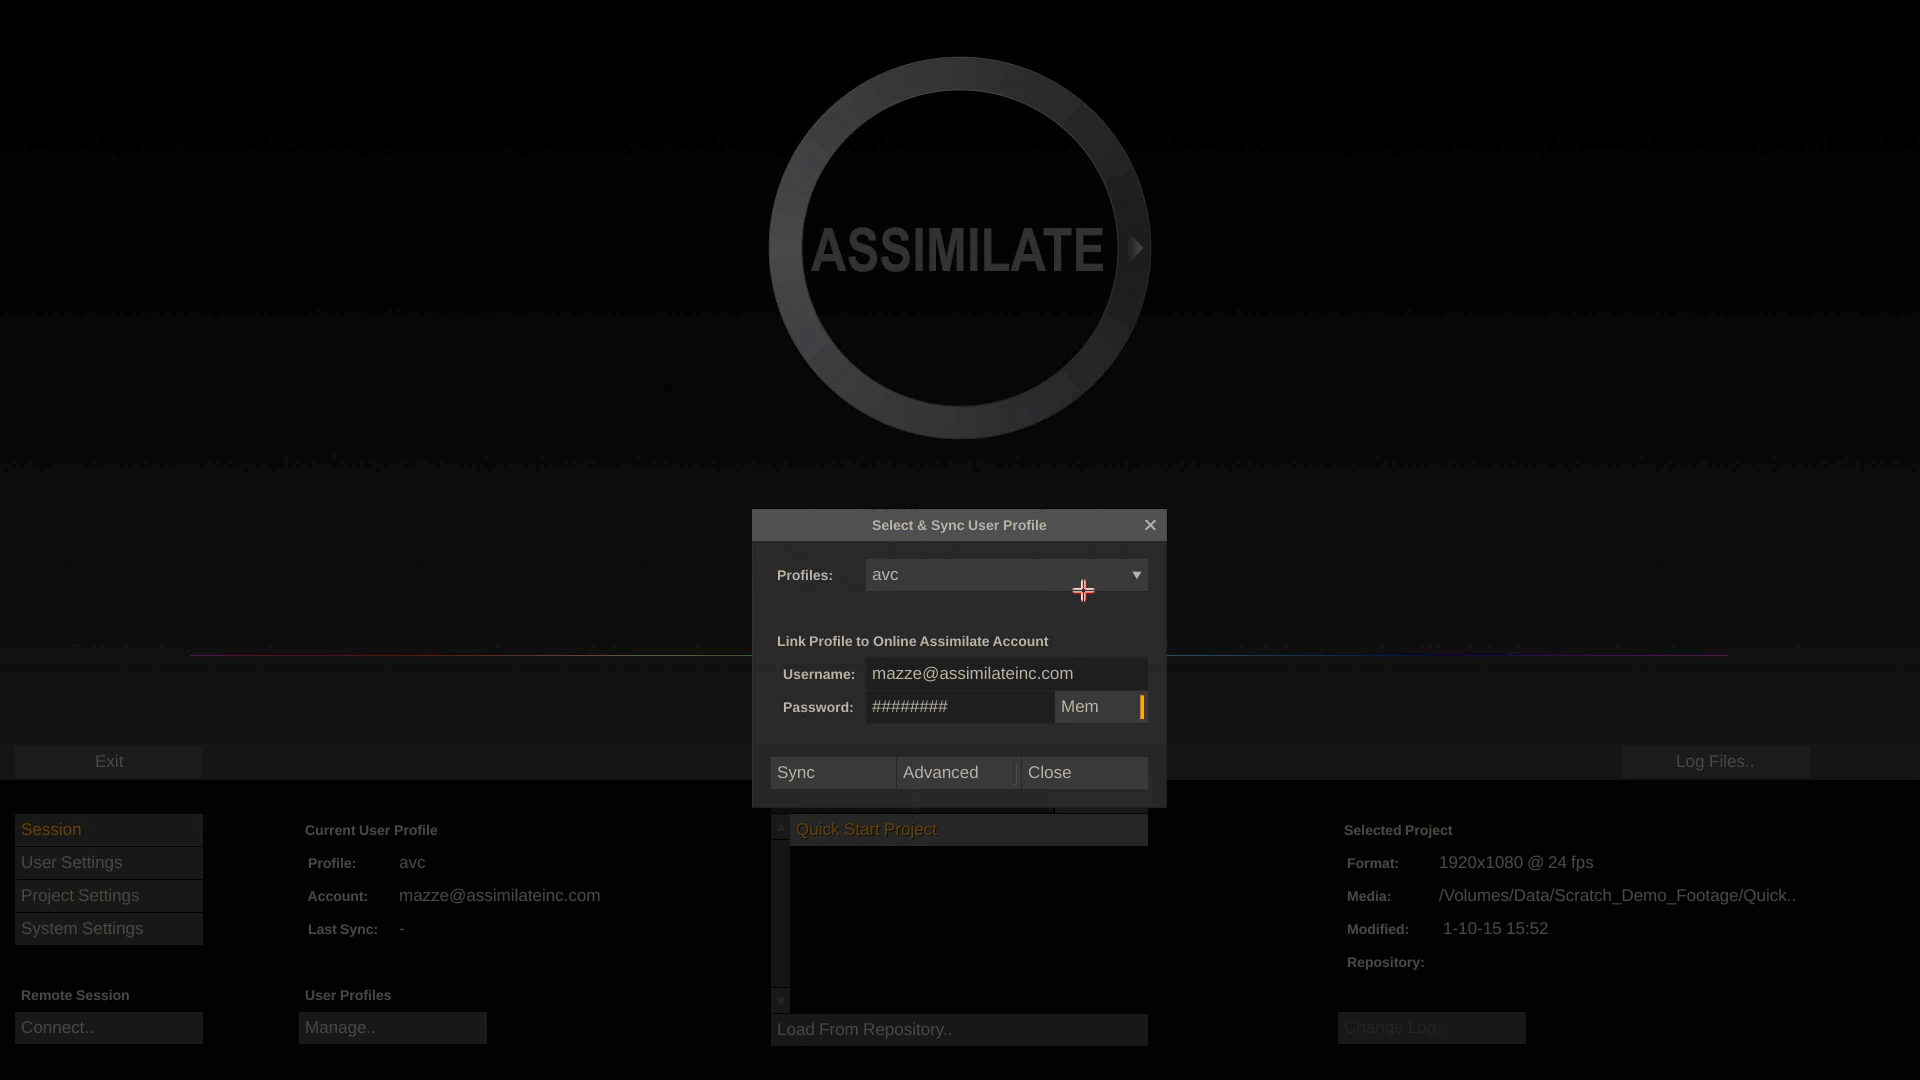 ASSIMILATE
Select & Sync User Profile
Profiles: avc
Link Profile to Online Assimilate Account
Username: mazze@assimilateinc.com
Password: ######## Mem
Sync Advanced Close
Exit Log Files..
Session
User Settings
Project Settings
System Settings
Remote Session
Connect..
Current User Profile
Profile: avc
Account: mazze@assimilateinc.com
Last Sync: -
User Profiles
Manage..
Quick Start Project
Load From Repository..
Selected Project
Format: 1920x1080 @ 24 fps
Media: /Volumes/Data/Scratch_Demo_Footage/Quick..
Modified: 1-10-15 15:52
Repository:
Change Log..